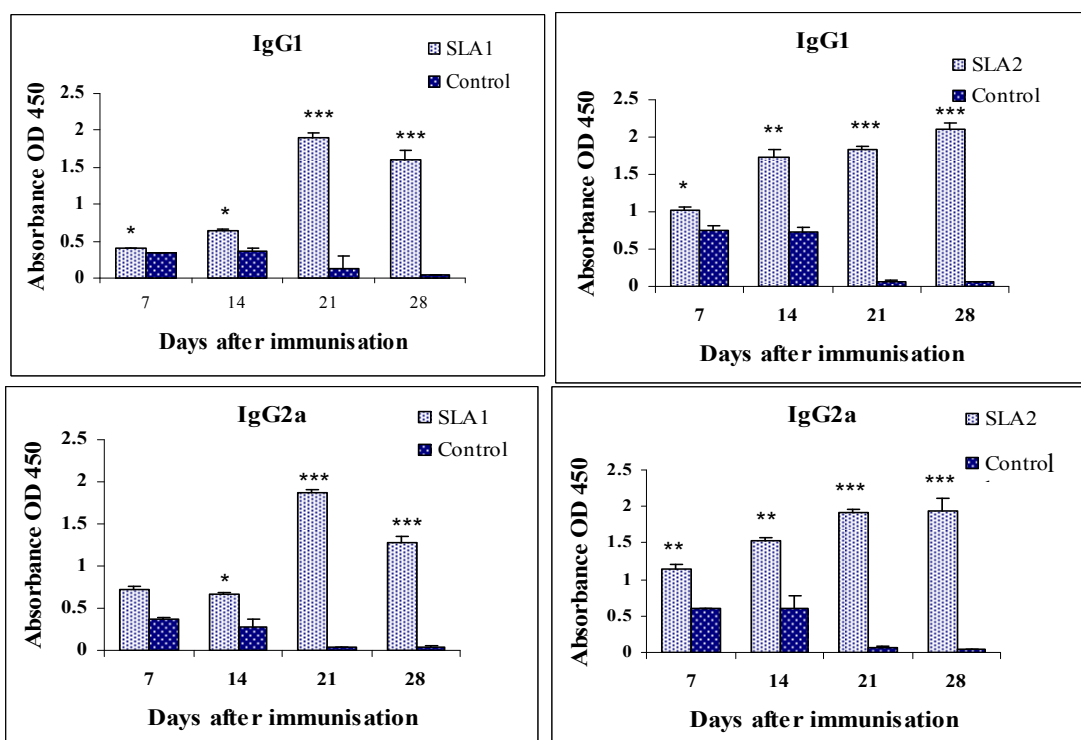 IgG1
SLA1
Control
Absorbance OD 450
2.5
2
1.5
1
0.5
0
*
*
***
***
7 14 21 28
Days after immunisation
IgG1
SLA2
Control
Absorbance OD 450
2.5
2
1.5
1
0.5
0
*
**
***
***
7 14 21 28
Days after immunisation
IgG2a
SLA1
Control
Absorbance OD 450
2.5
2
1.5
1
0.5
0
*
***
***
7 14 21 28
Days after immunisation
IgG2a
SLA2
Control
Absorbance OD 450
2.5
2
1.5
1
0.5
0
**
**
***
***
7 14 21 28
Days after immunisation